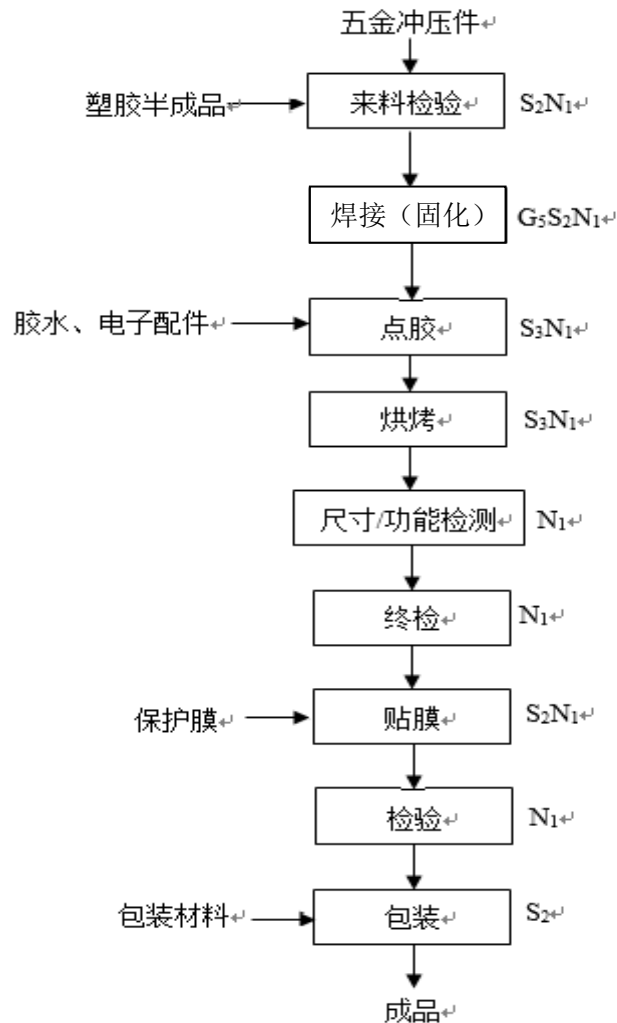 五金冲压件
塑胶半成品 来料检验 S₂N₁
焊接（固化） G₅S₂N₁
胶水、电子配件 点胶 S₃N₁
烘烤 S₃N₁
尺寸/功能检测 N₁
终检 N₁
保护膜 贴膜 S₂N₁
检验 N₁
包装材料 包装 S₂
成品